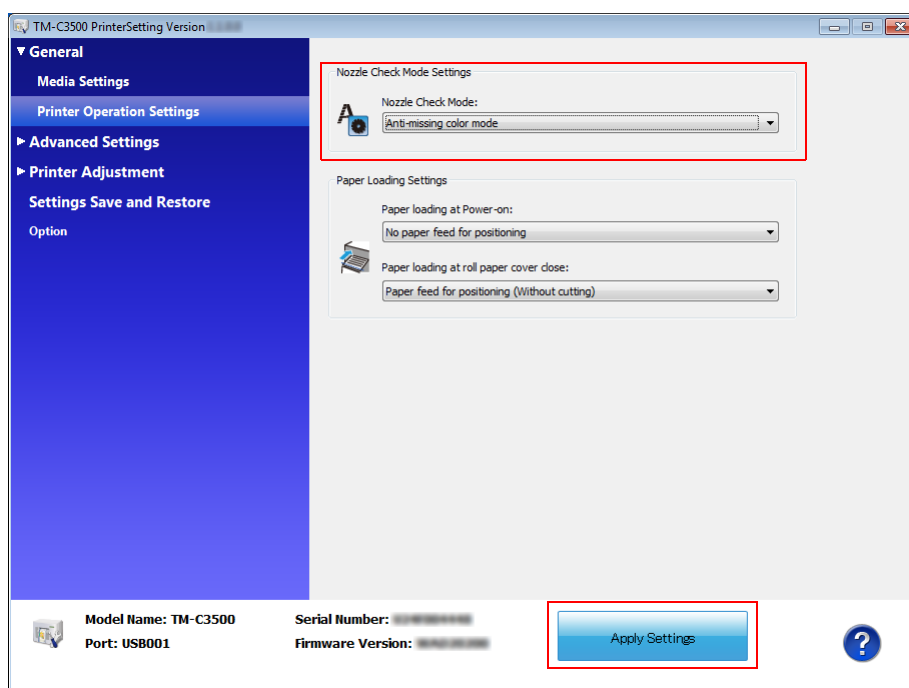 TM-C3500 PrinterSetting Version
General
Media Settings
Printer Operation Settings
Advanced Settings
Printer Adjustment
Settings Save and Restore
Option
Nozzle Check Mode Settings
Nozzle Check Mode:
Anti-missing color mode
Paper Loading Settings
Paper loading at Power-on:
No paper feed for positioning
Paper loading at roll paper cover close:
Paper feed for positioning (Without cutting)
Model Name: TM-C3500
Port: USB001
Serial Number:
Firmware Version:
Apply Settings